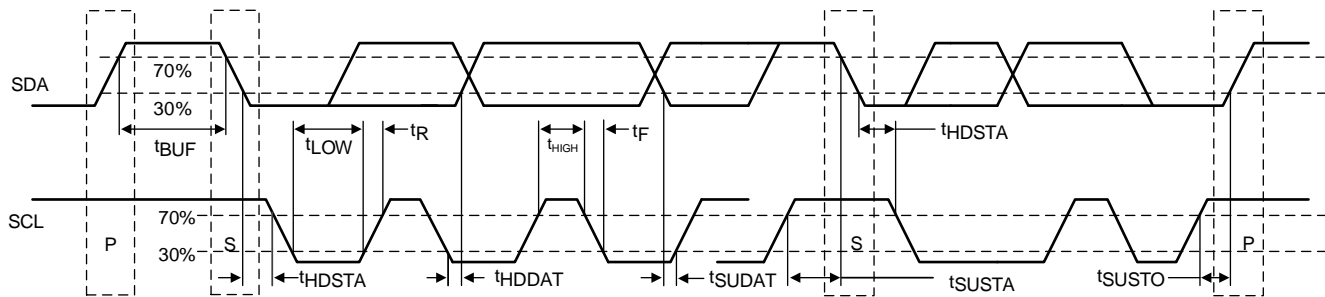 SDA
70%
30%
tBUF
tLOW
tR
tHIGH
tF
tHDSTA
SCL
70%
30%
P
S
S
P
tHDSTA
tHDDAT
tSUDAT
tSUSTA
tSUSTO